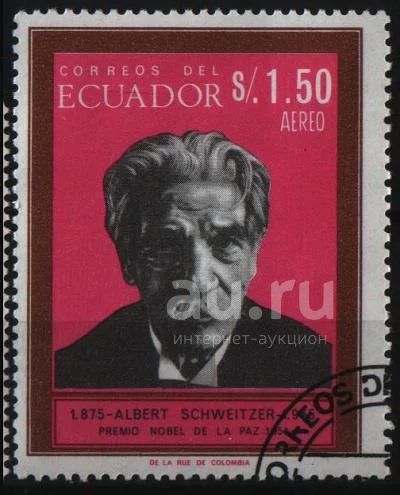 CORREOS DEL
ECUADOR S/.1.50
AEREO
au.ru
интернет-аукцион
1.875-ALBERT SCHWEITZER-1.965
PREMIO NOBEL DE LA PAZ
DE LA RUE DE COLOMBIA
CORREOS